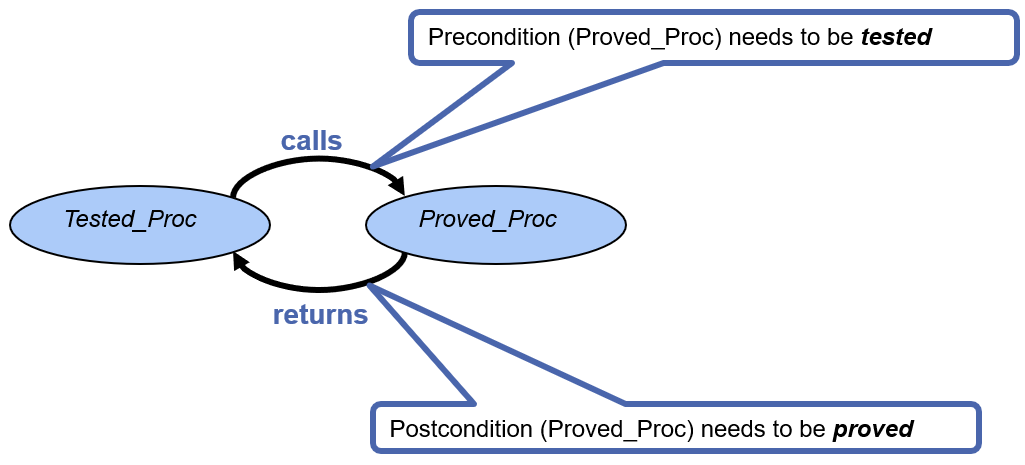 Precondition (Proved_Proc) needs to be tested
calls
Tested_Proc
Proved_Proc
returns
Postcondition (Proved_Proc) needs to be proved